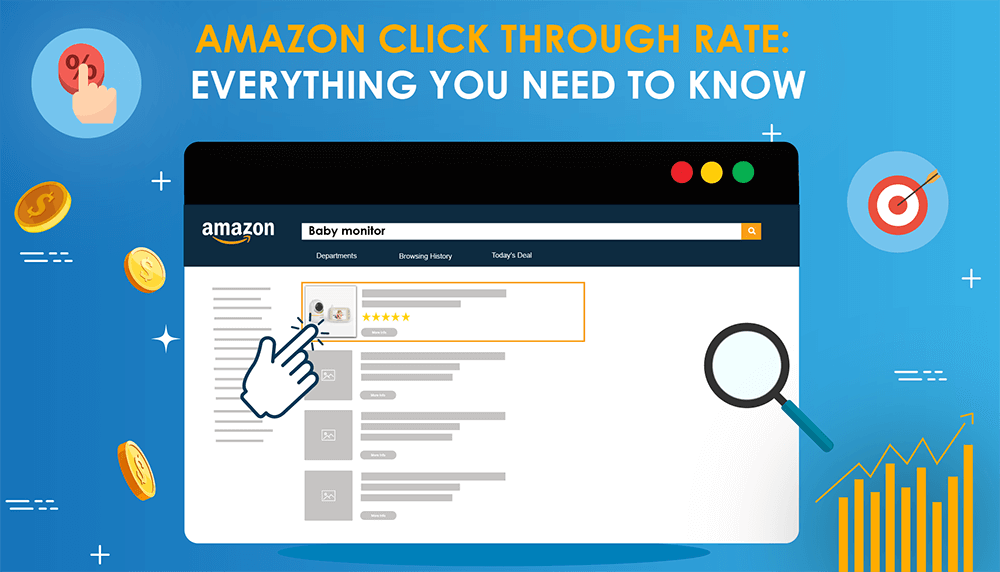 AMAZON CLICK THROUGH RATE:
EVERYTHING YOU NEED TO KNOW
%
amazon
Baby monitor
Departments Browsing History Today's Deal
$
$
More Info
More Info
More Info
$
More Info